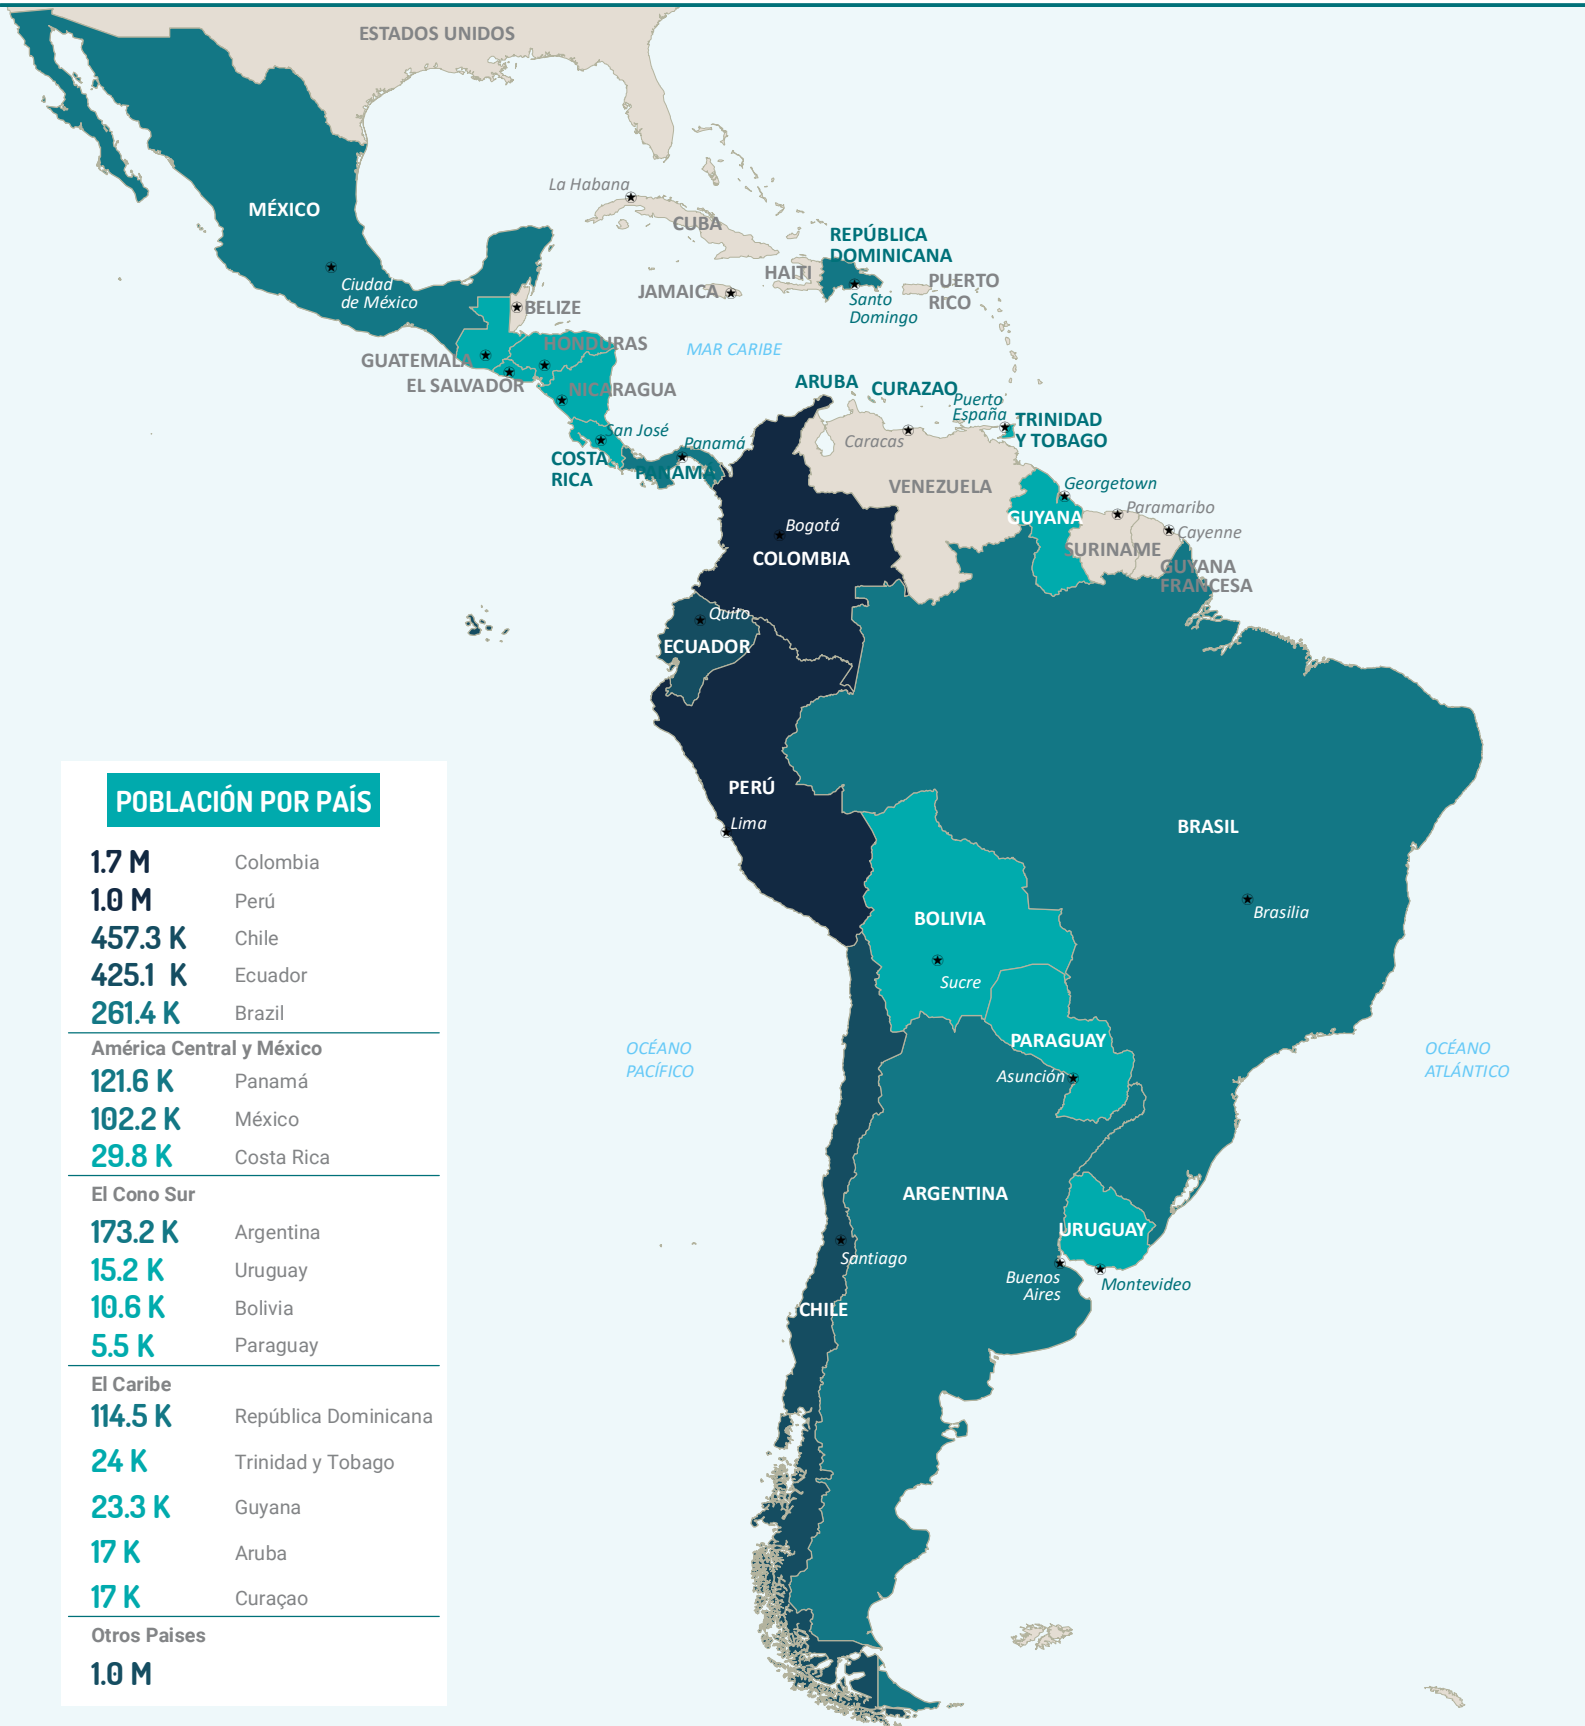 ESTADOS UNIDOS
La Habana
MÉXICO
CUBA
REPÚBLICA
DOMINICANA
HAITI
PUERTO
RICO
JAMAICA
Ciudad
de México
Santo
Domingo
BELIZE
HONDURAS
MAR CARIBE
GUATEMALA
EL SALVADOR
NICARAGUA
ARUBA
CURAZAO
Puerto
España
TRINIDAD
Y TOBAGO
San José
Panamá
Caracas
COSTA
RICA
PANAMÁ
VENEZUELA
Georgetown
Paramaribo
GUYANA
Cayenne
Bogotá
COLOMBIA
SURINAME
GUYANA
FRANCESA
Quito
ECUADOR
PERÚ
Lima
BRASIL
Brasilia
BOLIVIA
Sucre
PARAGUAY
Asunción
OCÉANO
PACÍFICO
OCÉANO
ATLÁNTICO
ARGENTINA
URUGUAY
Santiago
Buenos
Aires
Montevideo
CHILE
POBLACIÓN POR PAÍS
1.7 M Colombia
1.0 M Perú
457.3 K Chile
425.1 K Ecuador
261.4 K Brazil
América Central y México
121.6 K Panamá
102.2 K México
29.8 K Costa Rica
El Cono Sur
173.2 K Argentina
15.2 K Uruguay
10.6 K Bolivia
5.5 K Paraguay
El Caribe
114.5 K República Dominicana
24 K Trinidad y Tobago
23.3 K Guyana
17 K Aruba
17 K Curaçao
Otros Paises
1.0 M